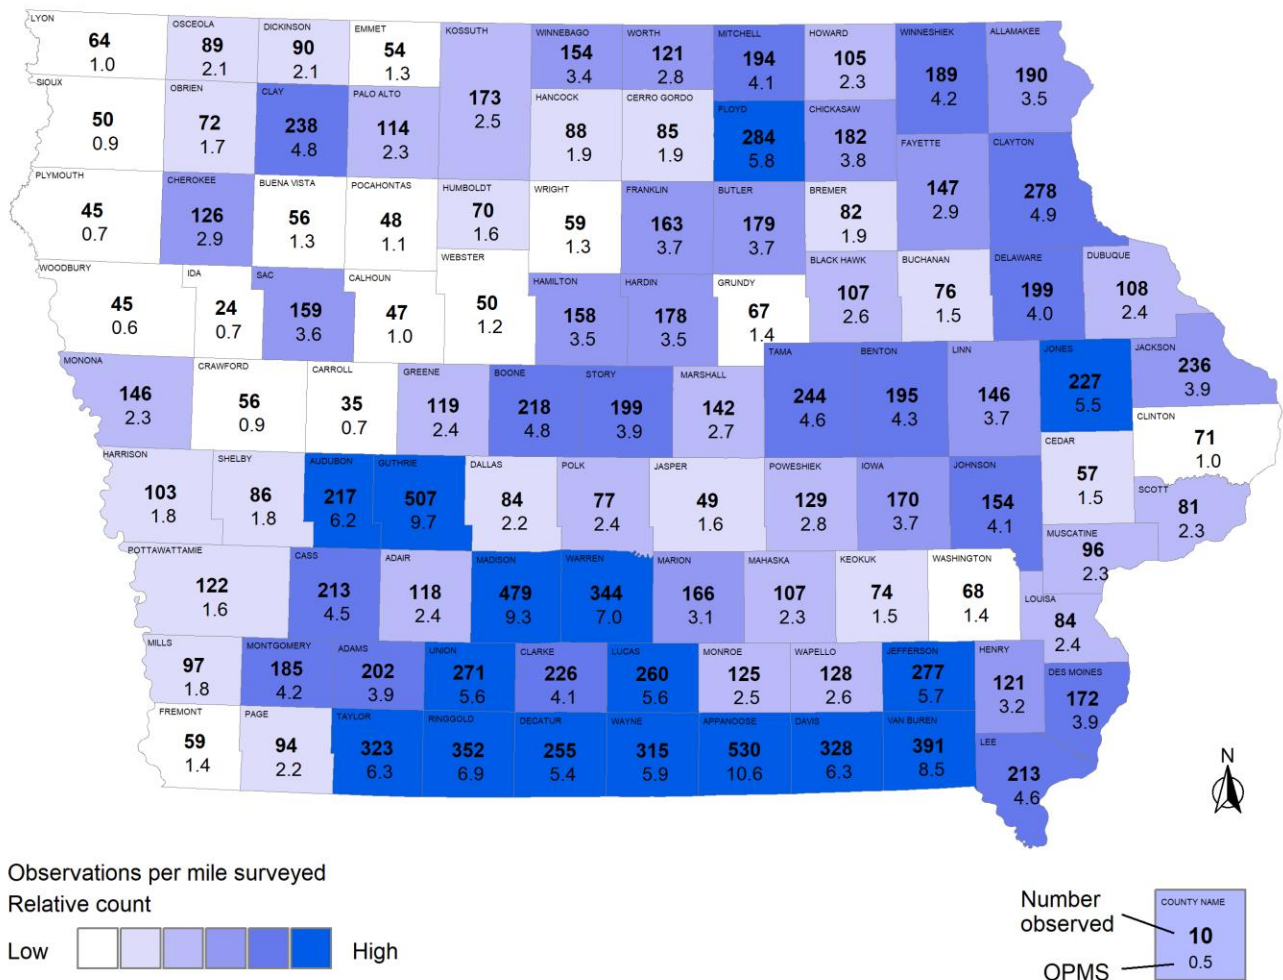 LYON
64
1.0
OSCEOLA
89
2.1
DICKINSON
90
2.1
EMMET
54
1.3
KOSSUTH
173
2.5
WINNEBAGO
154
3.4
WORTH
121
2.8
MITCHELL
194
4.1
HOWARD
105
2.3
WINNESHIEK
189
4.2
ALLAMAKEE
190
3.5
SIOUX
50
0.9
OBRIEN
72
1.7
CLAY
238
4.8
PALO ALTO
114
2.3
HANCOCK
88
1.9
CERRO GORDO
85
1.9
FLOYD
284
5.8
CHICKASAW
182
3.8
FAYETTE
147
2.9
CLAYTON
278
4.9
PLYMOUTH
45
0.7
CHEROKEE
126
2.9
BUENA VISTA
56
1.3
POCAHONTAS
48
1.1
HUMBOLDT
70
1.6
WRIGHT
59
1.3
FRANKLIN
163
3.7
BUTLER
179
3.7
BREMER
82
1.9
WOODBURY
45
0.6
IDA
24
0.7
SAC
159
3.6
CALHOUN
47
1.0
WEBSTER
50
1.2
HAMILTON
158
3.5
HARDIN
178
3.5
GRUNDY
67
1.4
BLACK HAWK
107
2.6
BUCHANAN
76
1.5
DELAWARE
199
4.0
DUBUQUE
108
2.4
MONONA
146
2.3
CRAWFORD
56
0.9
CARROLL
35
0.7
GREENE
119
2.4
BOONE
218
4.8
STORY
199
3.9
MARSHALL
142
2.7
TAMA
244
4.6
BENTON
195
4.3
LINN
146
3.7
JONES
227
5.5
JACKSON
236
3.9
CLINTON
71
1.0
HARRISON
103
1.8
SHELBY
86
1.8
AUDUBON
217
6.2
GUTHRIE
507
9.7
DALLAS
84
2.2
POLK
77
2.4
JASPER
49
1.6
POWESHIEK
129
2.8
IOWA
170
3.7
JOHNSON
154
4.1
CEDAR
57
1.5
SCOTT
81
2.3
POTTAWATTAMIE
122
1.6
CASS
213
4.5
ADAIR
118
2.4
MADISON
479
9.3
WARREN
344
7.0
MARION
166
3.1
MAHASKA
107
2.3
KEOKUK
74
1.5
WASHINGTON
68
1.4
MUSCATINE
96
2.3
LOUISA
84
2.4
MILLS
97
1.8
MONTGOMERY
185
4.2
ADAMS
202
3.9
UNION
271
5.6
CLARKE
226
4.1
LUCAS
260
5.6
MONROE
125
2.5
WAPELLO
128
2.6
JEFFERSON
277
5.7
HENRY
121
3.2
DES MOINES
172
3.9
FREMONT
59
1.4
PAGE
94
2.2
TAYLOR
323
6.3
RINGGOLD
352
6.9
DECATUR
255
5.4
WAYNE
315
5.9
APPANOOSE
530
10.6
DAVIS
328
6.3
VAN BUREN
391
8.5
LEE
213
4.6
N
Observations per mile surveyed
Relative count
Low
High
Number
observed
OPMS
COUNTY NAME
10
0.5